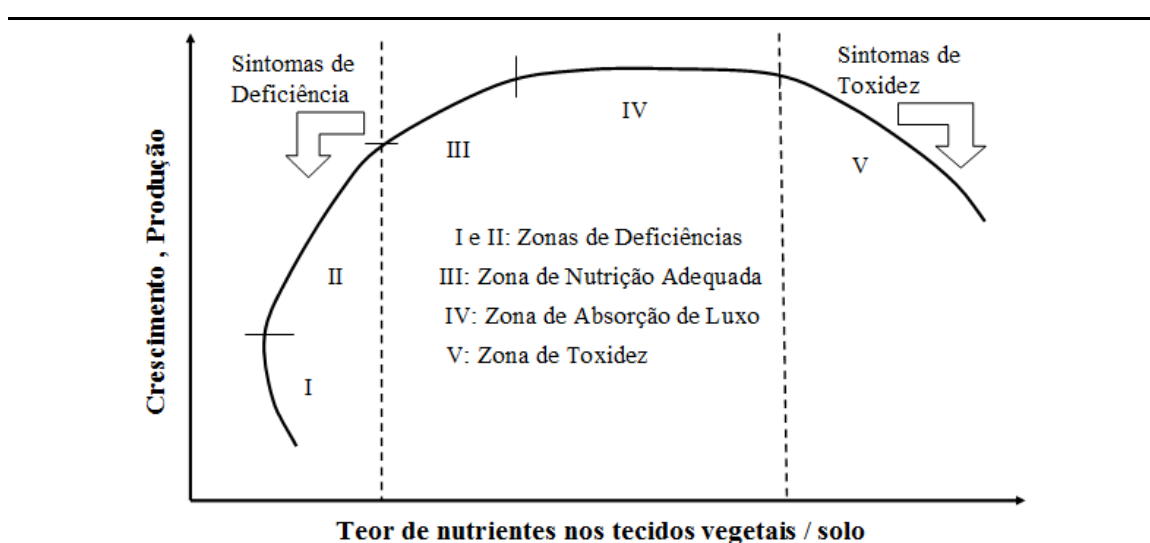 Sintomas de
Deficiência
Sintomas de
Toxidez
IV
III
V
II
I
I e II: Zonas de Deficiências
III: Zona de Nutrição Adequada
IV: Zona de Absorção de Luxo
V: Zona de Toxidez
Crescimento , Produção
Teor de nutrientes nos tecidos vegetais / solo